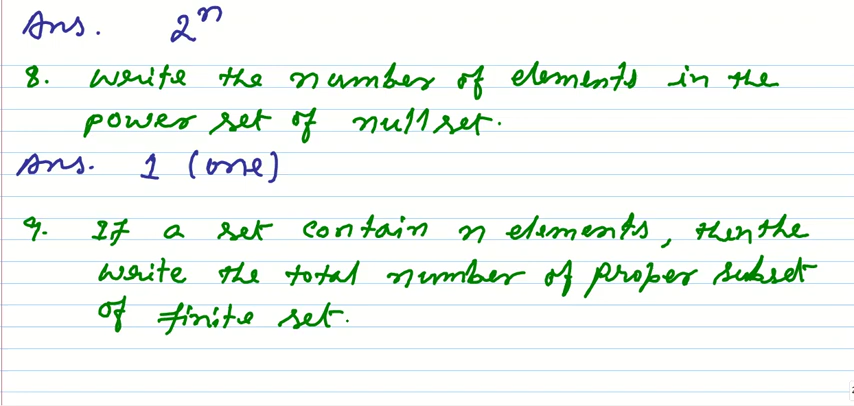 Ans. 2ⁿ
8. Write the number of elements in the
power set of null set.
Ans. 1 (one)
9. If a set contain n elements, then the
write the total number of proper subset
of finite set.